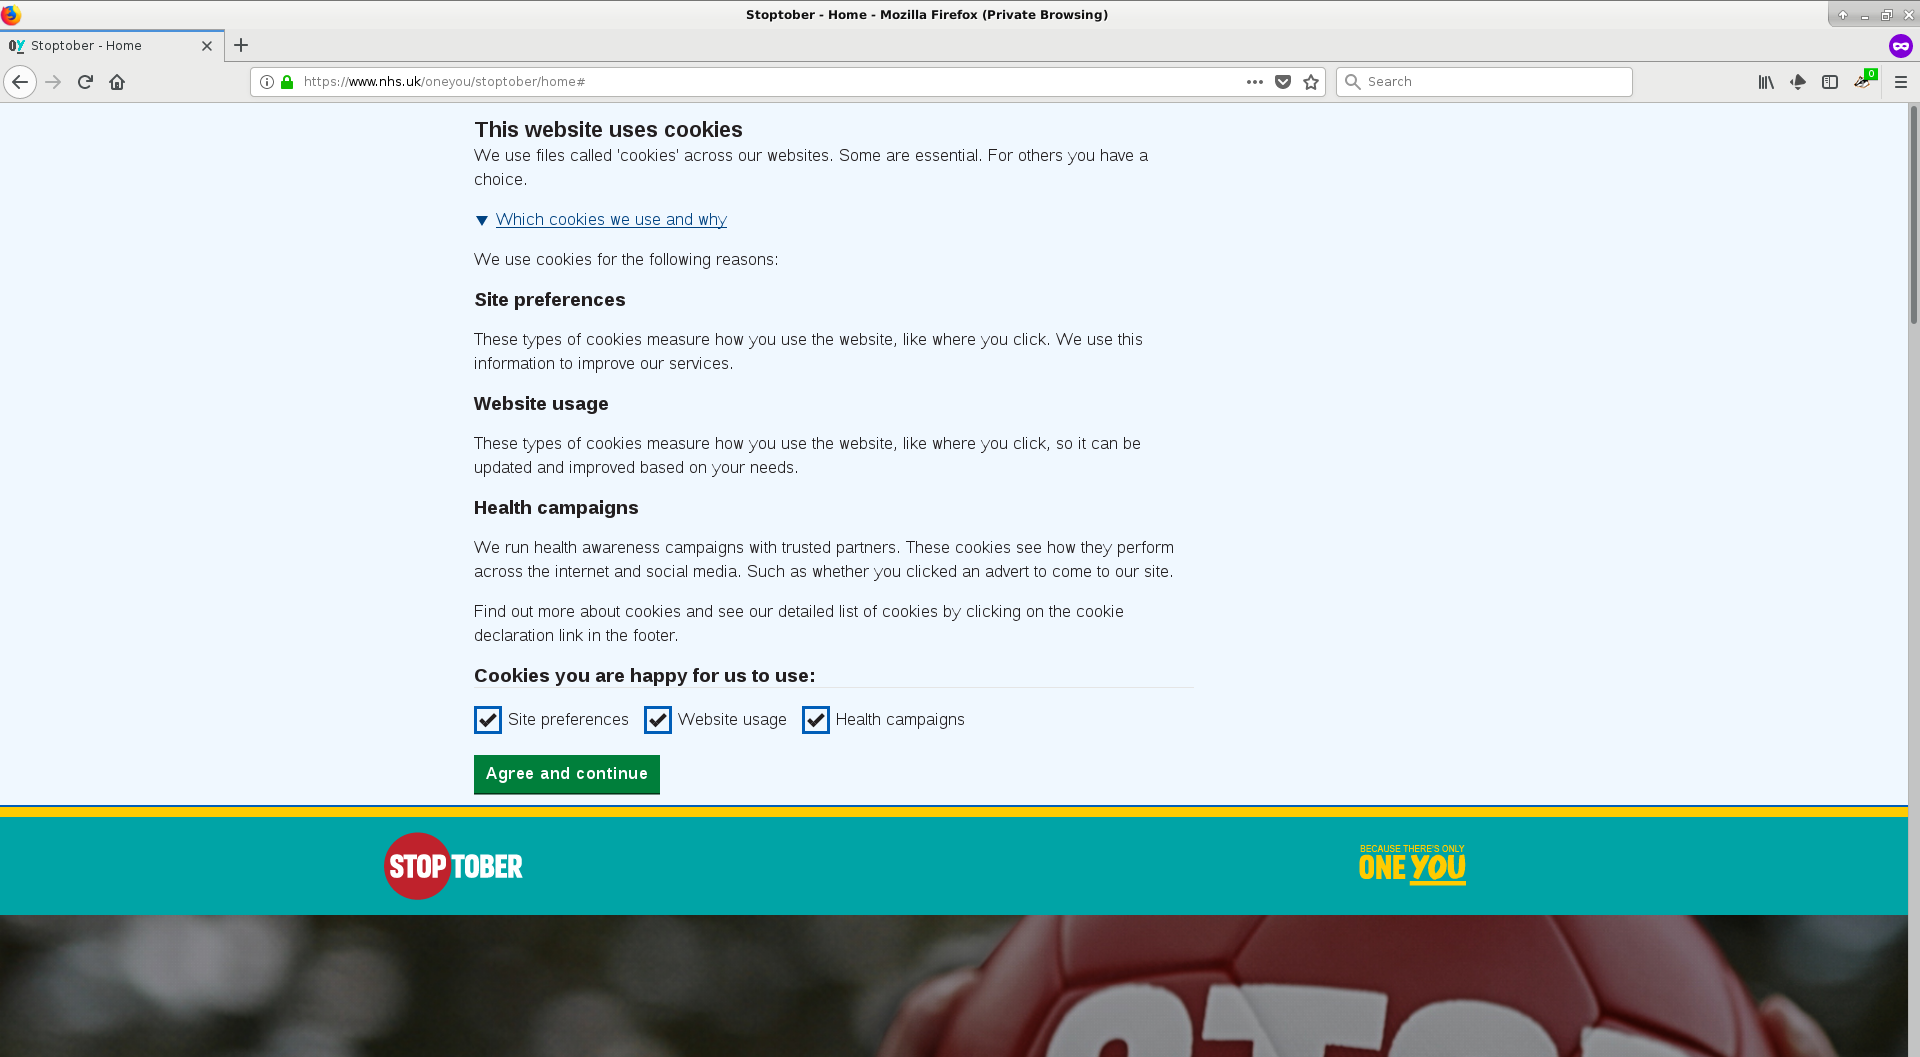 Stoptober - Home - Mozilla Firefox (Private Browsing)
OY Stoptober - Home
https://www.nhs.uk/oneyou/stoptober/home#
Search
0
This website uses cookies
We use files called 'cookies' across our websites. Some are essential. For others you have a
choice.
Which cookies we use and why
We use cookies for the following reasons:
Site preferences
These types of cookies measure how you use the website, like where you click. We use this
information to improve our services.
Website usage
These types of cookies measure how you use the website, like where you click, so it can be
updated and improved based on your needs.
Health campaigns
We run health awareness campaigns with trusted partners. These cookies see how they perform
across the internet and social media. Such as whether you clicked an advert to come to our site.
Find out more about cookies and see our detailed list of cookies by clicking on the cookie
declaration link in the footer.
Cookies you are happy for us to use:
Site preferences Website usage Health campaigns
Agree and continue
STOPTOBER
BECAUSE THERE'S ONLY
ONE YOU